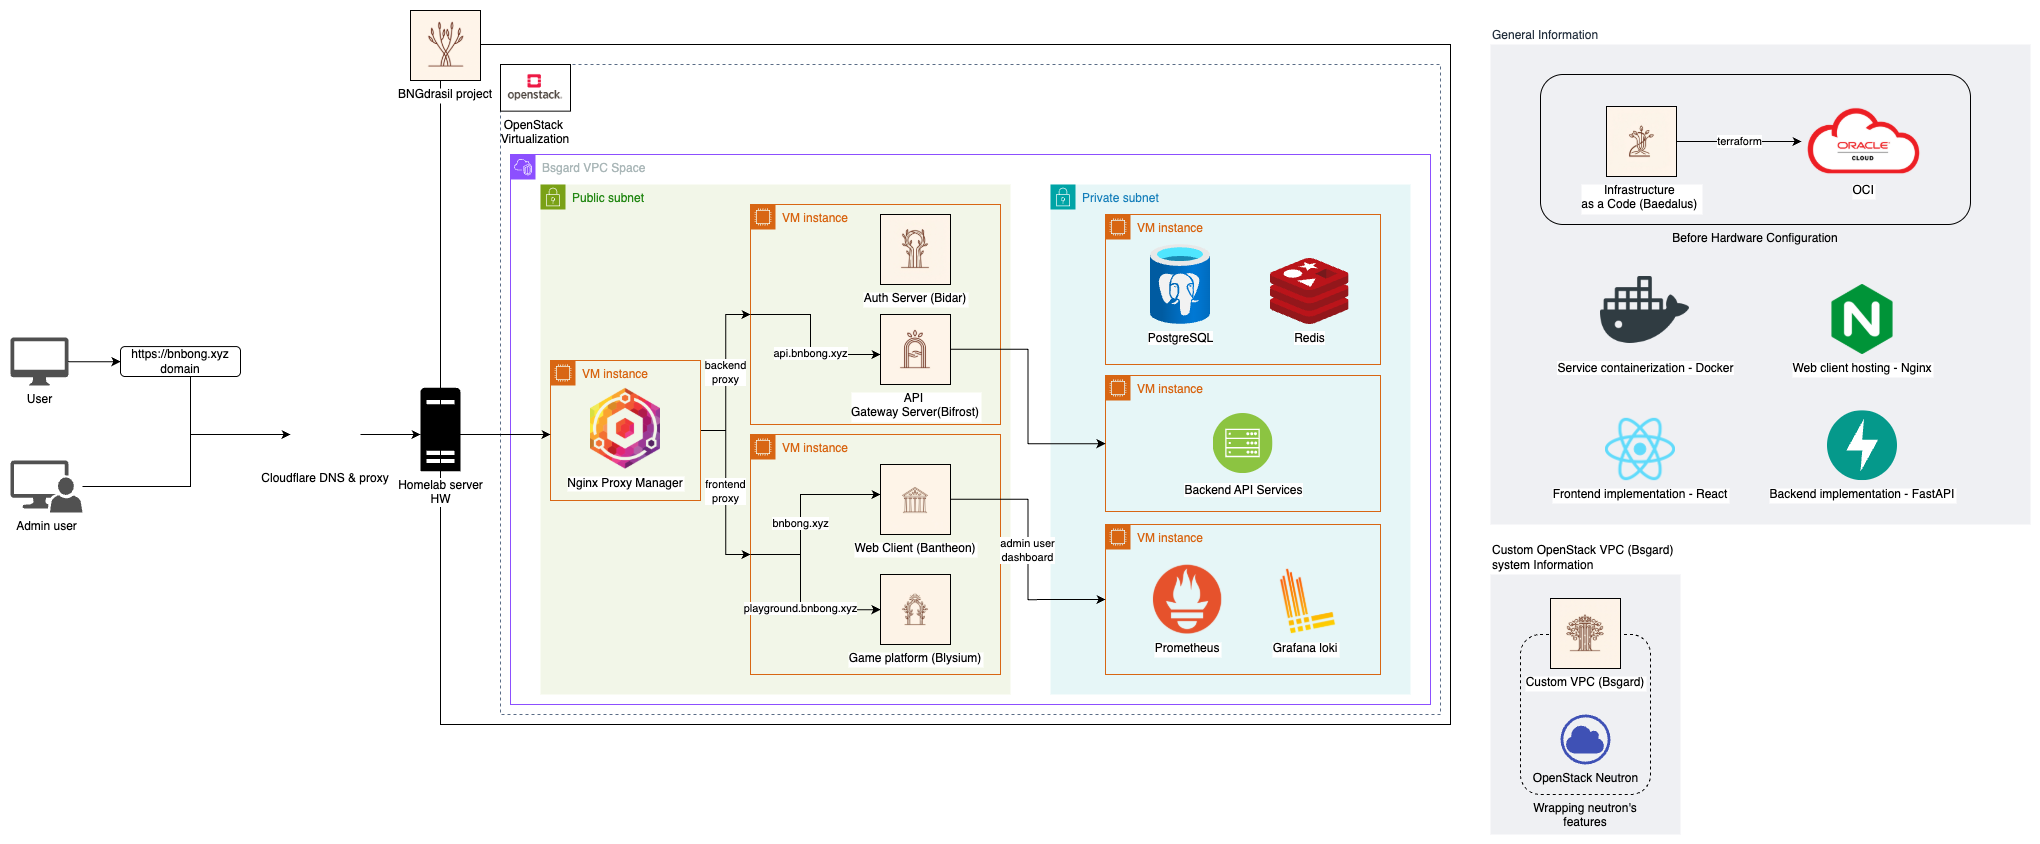 BNGdrasil project
openstack.
OpenStack
Virtualization
Bsgard VPC Space
Public subnet
VM instance
Auth Server (Bidar)
api.bnbong.xyz
API
Gateway Server(Bifrost)
backend
proxy
VM instance
Nginx Proxy Manager
frontend
proxy
VM instance
bnbong.xyz
Web Client (Bantheon)
playground.bnbong.xyz
Game platform (Blysium)
admin user
dashboard
Private subnet
VM instance
PostgreSQL
Redis
VM instance
Backend API Services
VM instance
Prometheus
Grafana loki
https://bnbong.xyz
domain
User
Admin user
Cloudflare DNS & proxy
Homelab server
HW
General Information
Infrastructure
as a Code (Baedalus)
terraform
ORACLE
CLOUD
OCI
Before Hardware Configuration
Service containerization - Docker
Web client hosting - Nginx
Frontend implementation - React
Backend implementation - FastAPI
Custom OpenStack VPC (Bsgard)
system Information
Custom VPC (Bsgard)
OpenStack Neutron
Wrapping neutron's
features